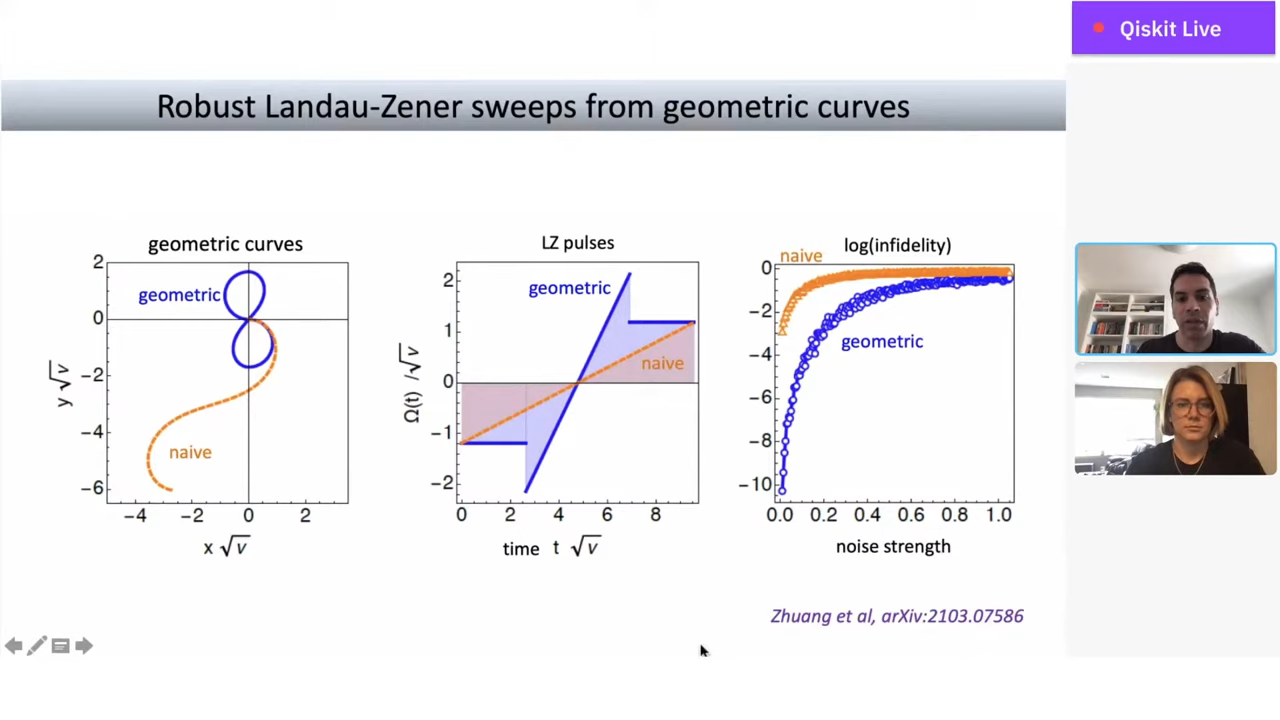 Qiskit Live
Robust Landau-Zener sweeps from geometric curves
geometric curves
2
0
−2
−4
−6
y √v
geometric
naive
−4 −2 0 2
x √v
LZ pulses
2
1
0
−1
−2
Ω(t) /√v
geometric
naive
0 2 4 6 8
time t √v
log(infidelity)
naive
0
−2
−4
−6
−8
−10
geometric
0.0 0.2 0.4 0.6 0.8 1.0
noise strength
Zhuang et al, arXiv:2103.07586